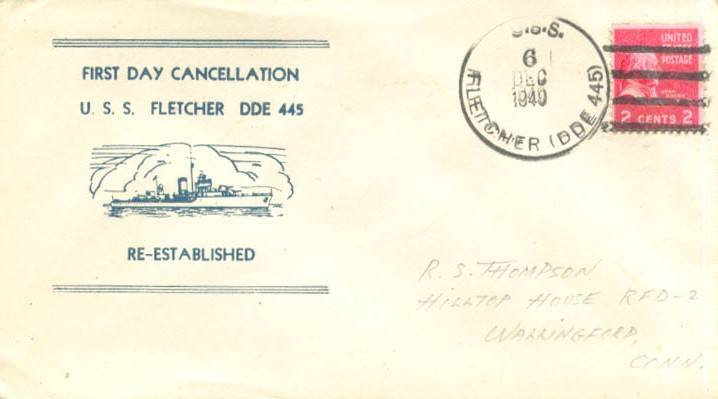 FIRST DAY CANCELLATION
U. S. S. FLETCHER DDE 445
RE-ESTABLISHED
U.S.S.
6
DEC
1949
FLETCHER (DDE 445)
UNITED
STATES
POSTAGE
2 CENTS 2
R. S. THOMPSON
HILLTOP HOUSE RFD-2
WALLINGFORD,
CONN.